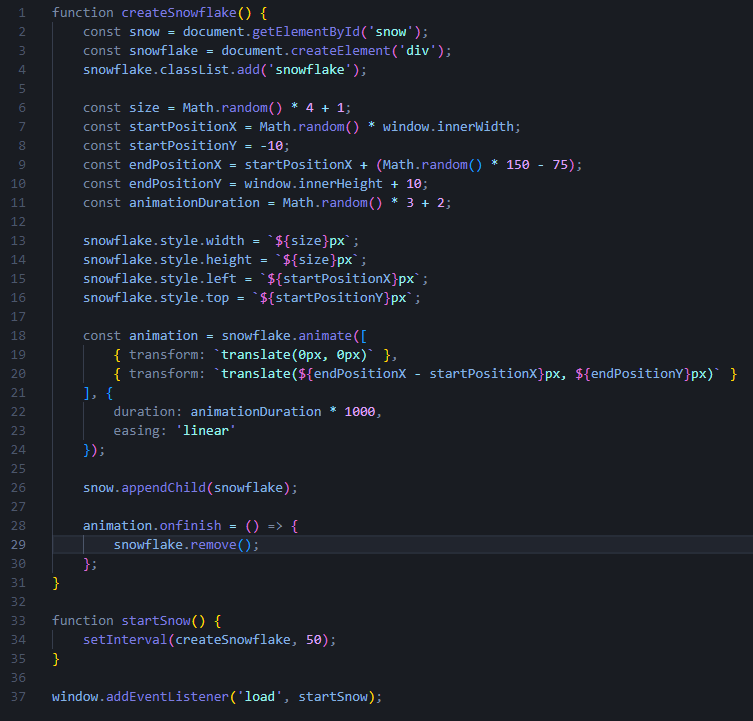 1 function createSnowflake() {
2     const snow = document.getElementById('snow');
3     const snowflake = document.createElement('div');
4     snowflake.classList.add('snowflake');
5
6     const size = Math.random() * 4 + 1;
7     const startPositionX = Math.random() * window.innerWidth;
8     const startPositionY = -10;
9     const endPositionX = startPositionX + (Math.random() * 150 - 75);
10     const endPositionY = window.innerHeight + 10;
11     const animationDuration = Math.random() * 3 + 2;
12
13     snowflake.style.width = `${size}px`;
14     snowflake.style.height = `${size}px`;
15     snowflake.style.left = `${startPositionX}px`;
16     snowflake.style.top = `${startPositionY}px`;
17
18     const animation = snowflake.animate([
19         { transform: `translate(0px, 0px)` },
20         { transform: `translate(${endPositionX - startPositionX}px, ${endPositionY}px)` }
21     ], {
22         duration: animationDuration * 1000,
23         easing: 'linear'
24     });
25
26     snow.appendChild(snowflake);
27
28     animation.onfinish = () => {
29         snowflake.remove();
30     };
31 }
32
33 function startSnow() {
34     setInterval(createSnowflake, 50);
35 }
36
37 window.addEventListener('load', startSnow);